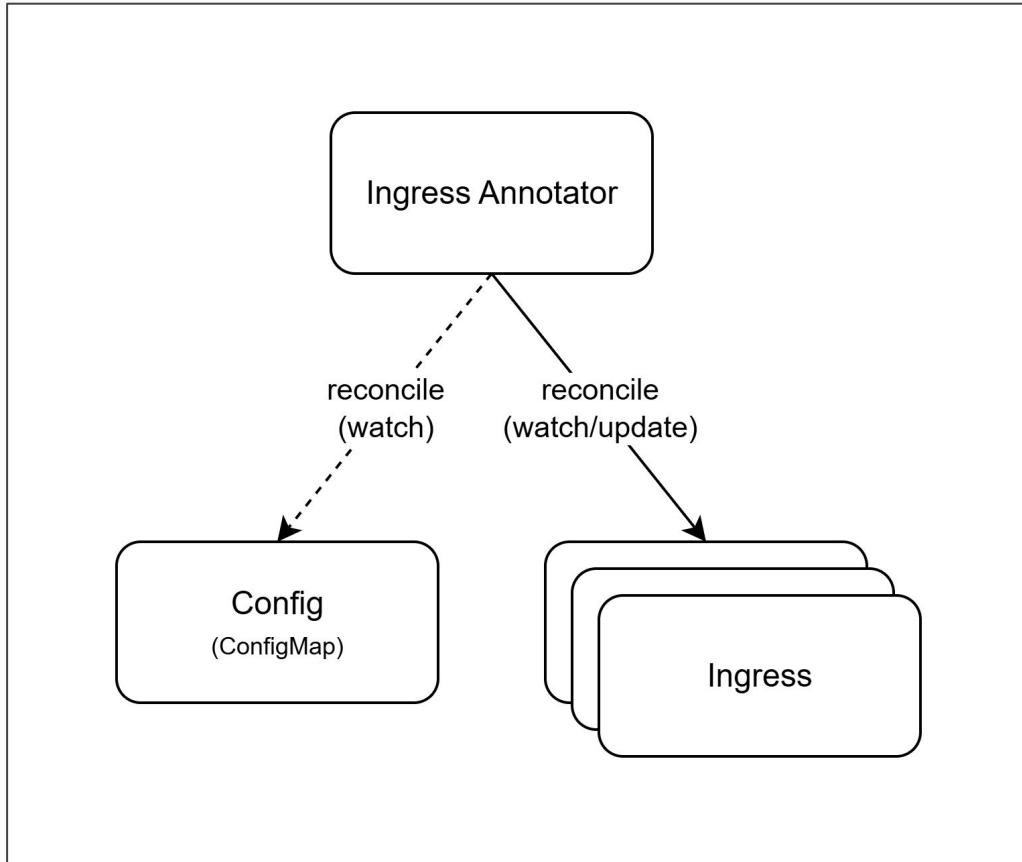 Ingress Annotator
reconcile
(watch)
reconcile
(watch/update)
Config
(ConfigMap)
Ingress